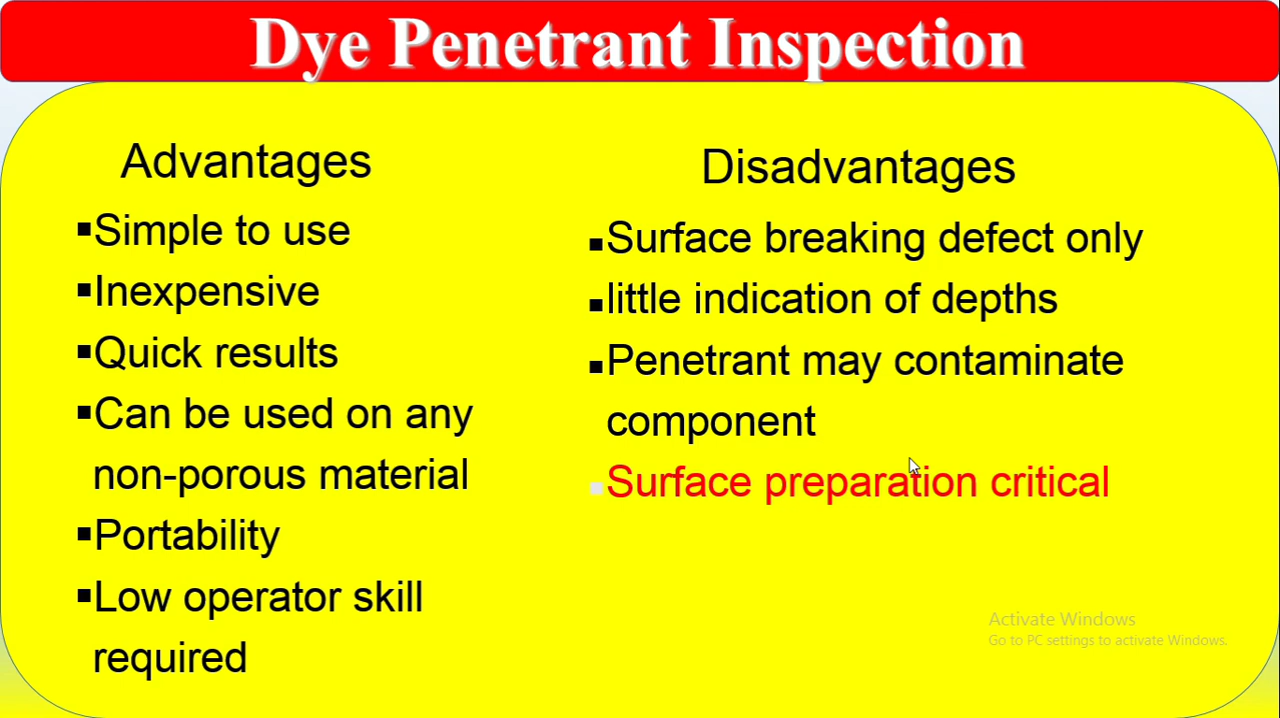 Dye Penetrant Inspection
Advantages
▪Simple to use
▪Inexpensive
▪Quick results
▪Can be used on any
non-porous material
▪Portability
▪Low operator skill
required
Disadvantages
▪Surface breaking defect only
▪little indication of depths
▪Penetrant may contaminate
component
▪Surface preparation critical
Activate Windows
Go to PC settings to activate Windows.